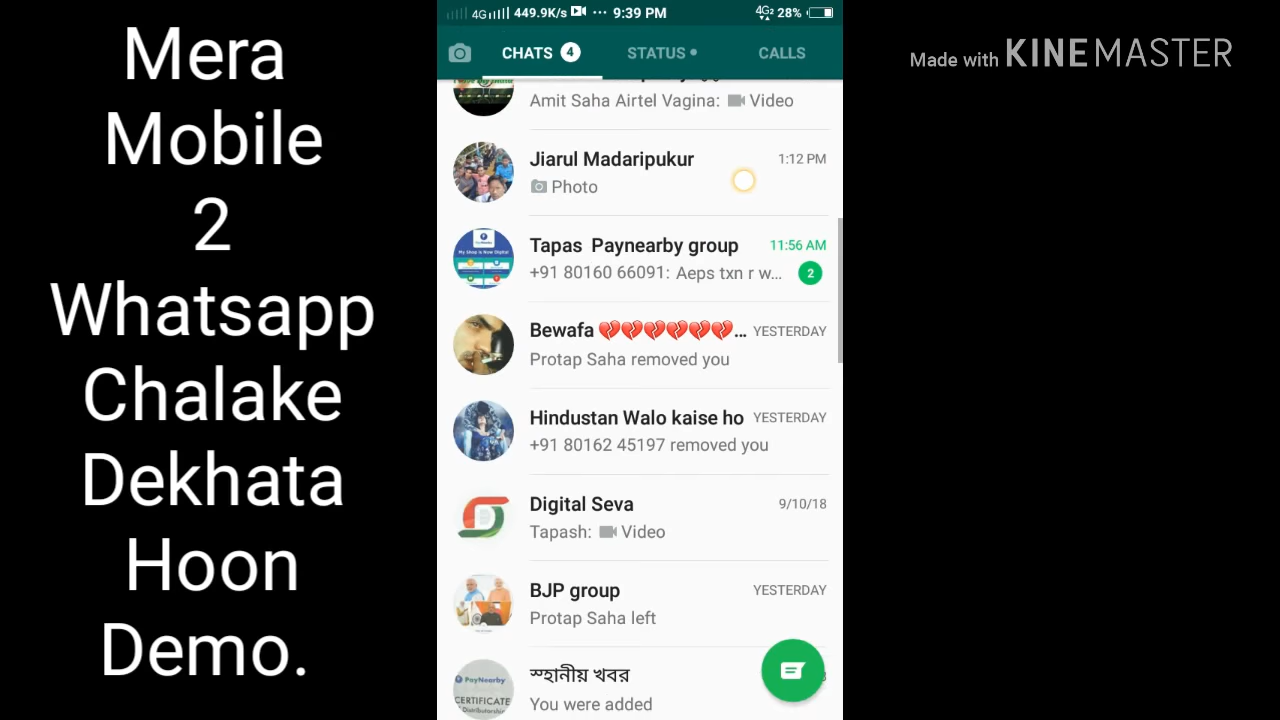 Mera
Mobile
2
Whatsapp
Chalake
Dekhata
Hoon
Demo.
4G 449.9K/s ... 9:39 PM 4G2 28%
CHATS 4 STATUS CALLS
Amit Saha Airtel Vagina: Video
Jiarul Madaripukur 1:12 PM
Photo
Tapas Paynearby group 11:56 AM
+91 80160 66091: Aeps txn r w... 2
Bewafa 💔💔💔💔💔💔... YESTERDAY
Protap Saha removed you
Hindustan Walo kaise ho YESTERDAY
+91 80162 45197 removed you
Digital Seva 9/10/18
Tapash: Video
BJP group YESTERDAY
Protap Saha left
স্হানীয় খবর
You were added
PayNearby
CERTIFICATE
Made with KINEMASTER